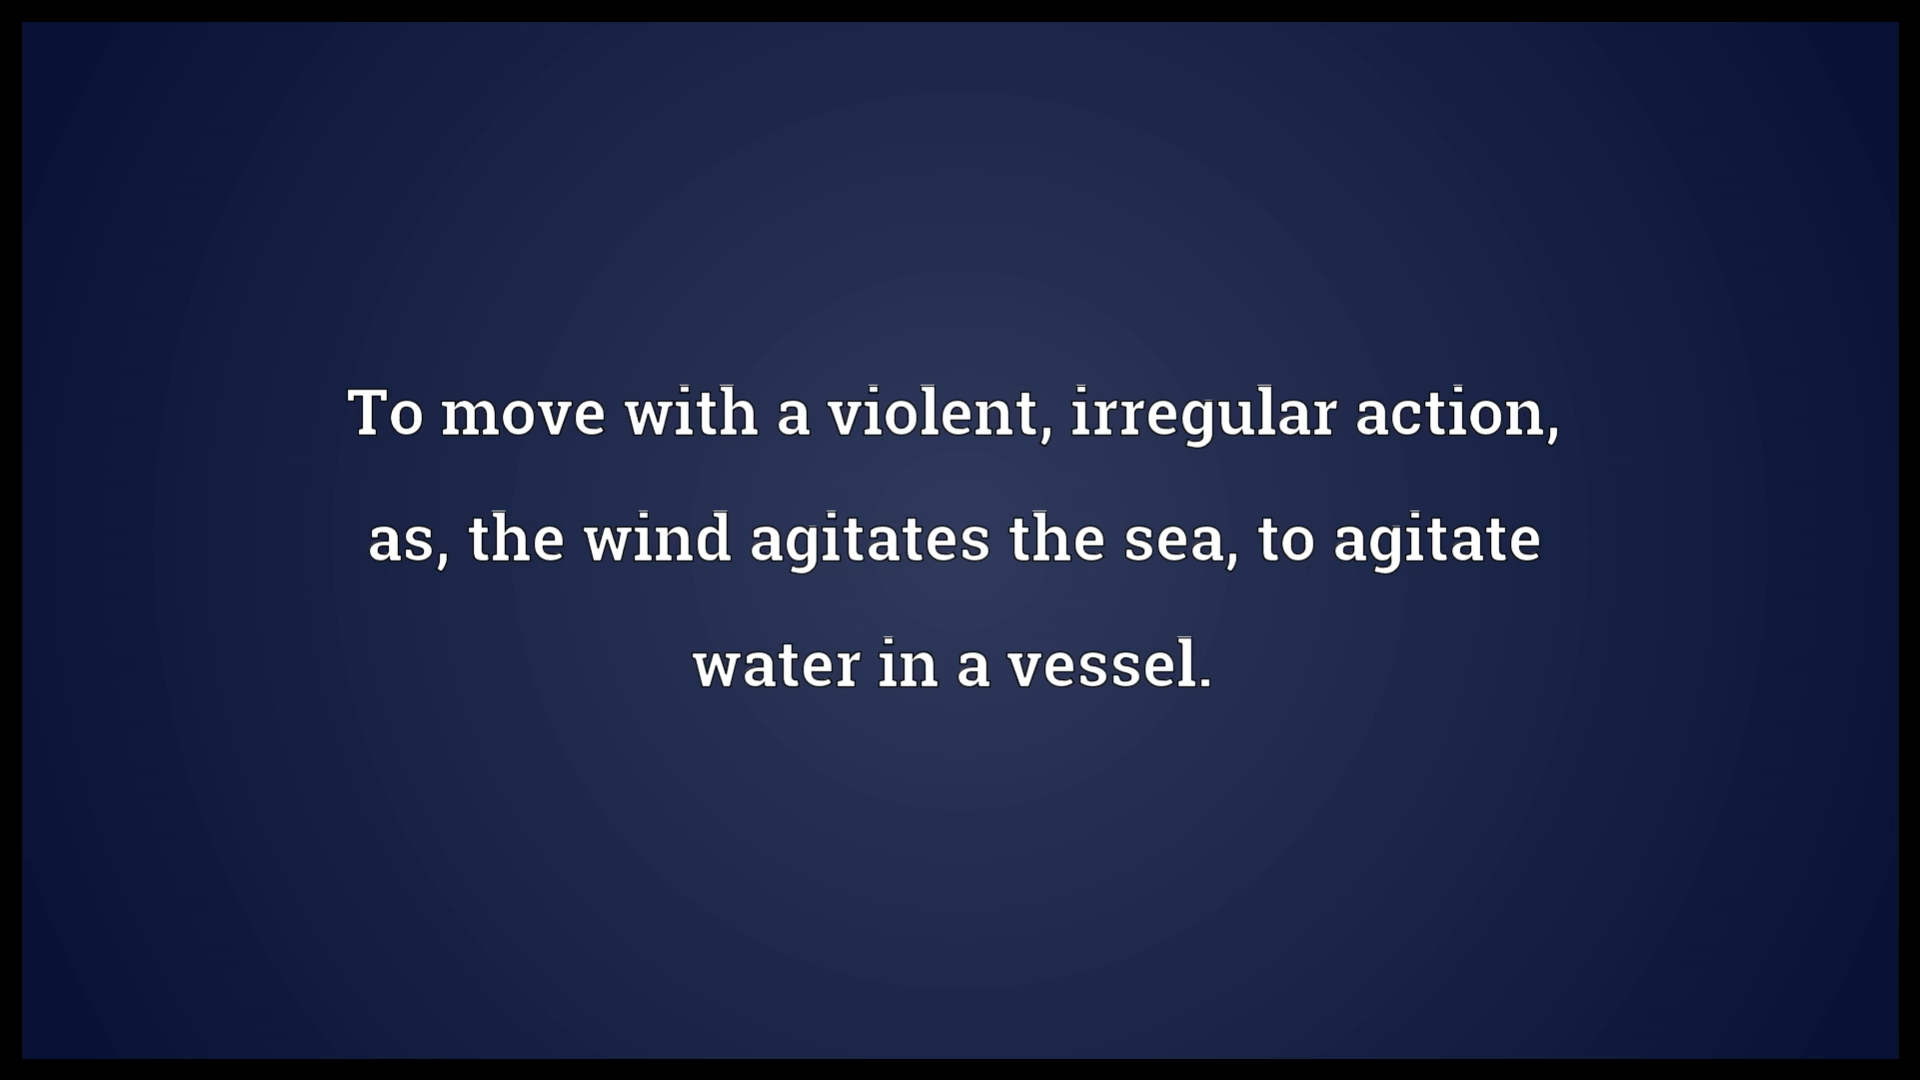 To move with a violent, irregular action,
as, the wind agitates the sea, to agitate
water in a vessel.